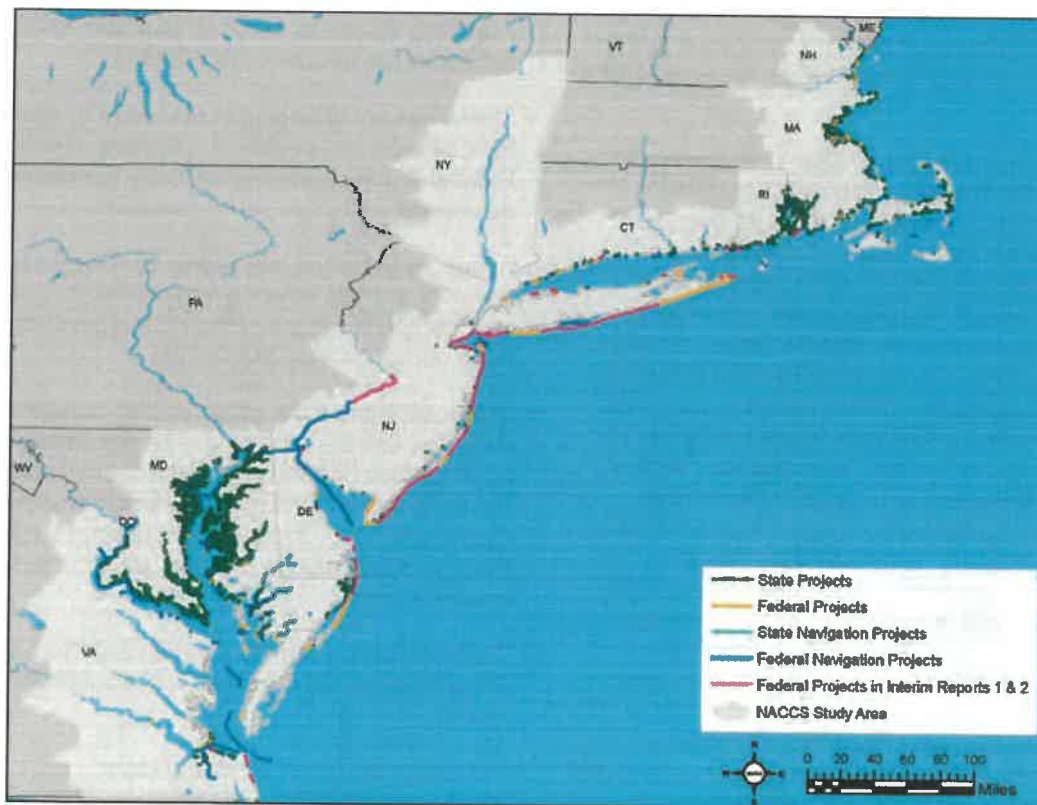 ME
VT
NH
MA
NY
RI
CT
PA
NJ
MD
WV
DE
DC
VA
State Projects
Federal Projects
State Navigation Projects
Federal Navigation Projects
Federal Projects in Interim Reports 1 & 2
NACCS Study Area
N
W
E
S
0 20 40 60 80 100
Miles